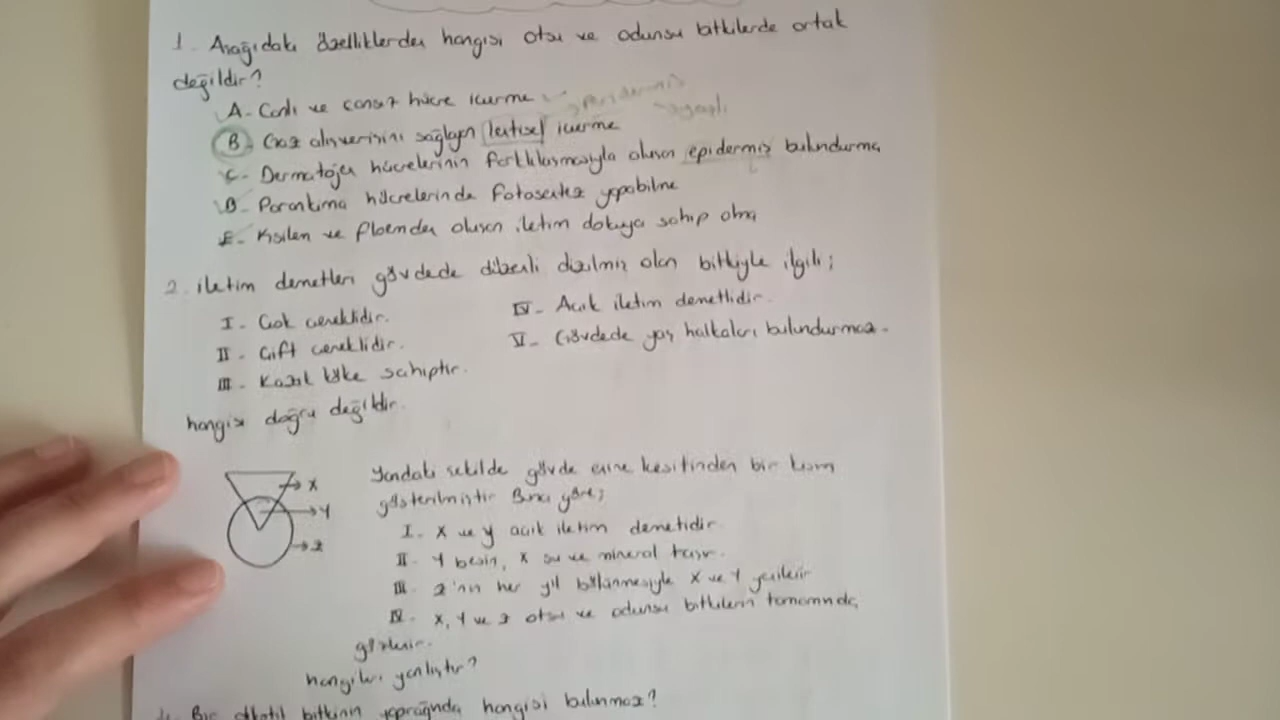 1. Aşağıdaki özelliklerden hangisi otsu ve odunsu bitkilerde ortak
değildir?
A- Canlı ve cansız hücre içerme
peridermis
B- Gaz alışverişini sağlayan lentisel içerme
C- Dermatojen hücrelerinin farklılaşmasıyla oluşan epidermis bulundurma
D- Parankima hücrelerinde fotosentez yapabilme
E- Ksilem ve floemden oluşan iletim dokuya sahip olma
2. iletim demetleri gövdede düzenli dizilmiş olan bitkiyle ilgili;
I- Çok çeneklidir.
IV- Açık iletim demetlidir.
II- Çift çeneklidir.
V- Gövdede yaş halkaları bulundurmaz.
III- Kazık köke sahiptir.
hangisi doğru değildir.
Yandaki şekilde gövde enine kesitinden bir kısım
gösterilmiştir Buna göre;
X
Y
Z
I. X ve Y açık iletim demetidir.
II- Y besin, X su ve mineral taşır.
III- Z'nin her yıl bölünmesiyle X ve Y yenilenir
IV- X, Y ve Z otsu ve odunsu bitkilerin tamamında
görülür.
hangileri yanlıştır?
Bir dikotil bitkinin yaprağında hangisi bulunmaz?